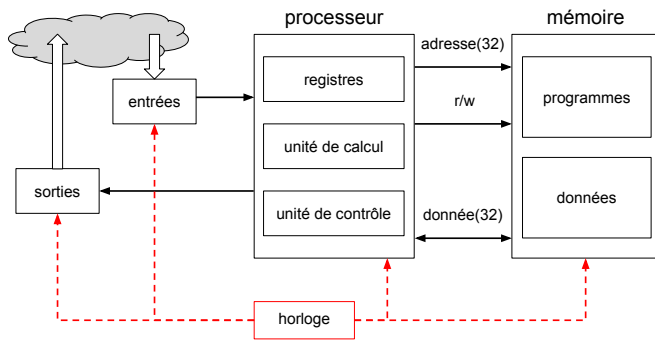 processeur
mémoire
adresse(32)
registres
programmes
entrées
r/w
unité de calcul
sorties
données
unité de contrôle
donnée(32)
horloge